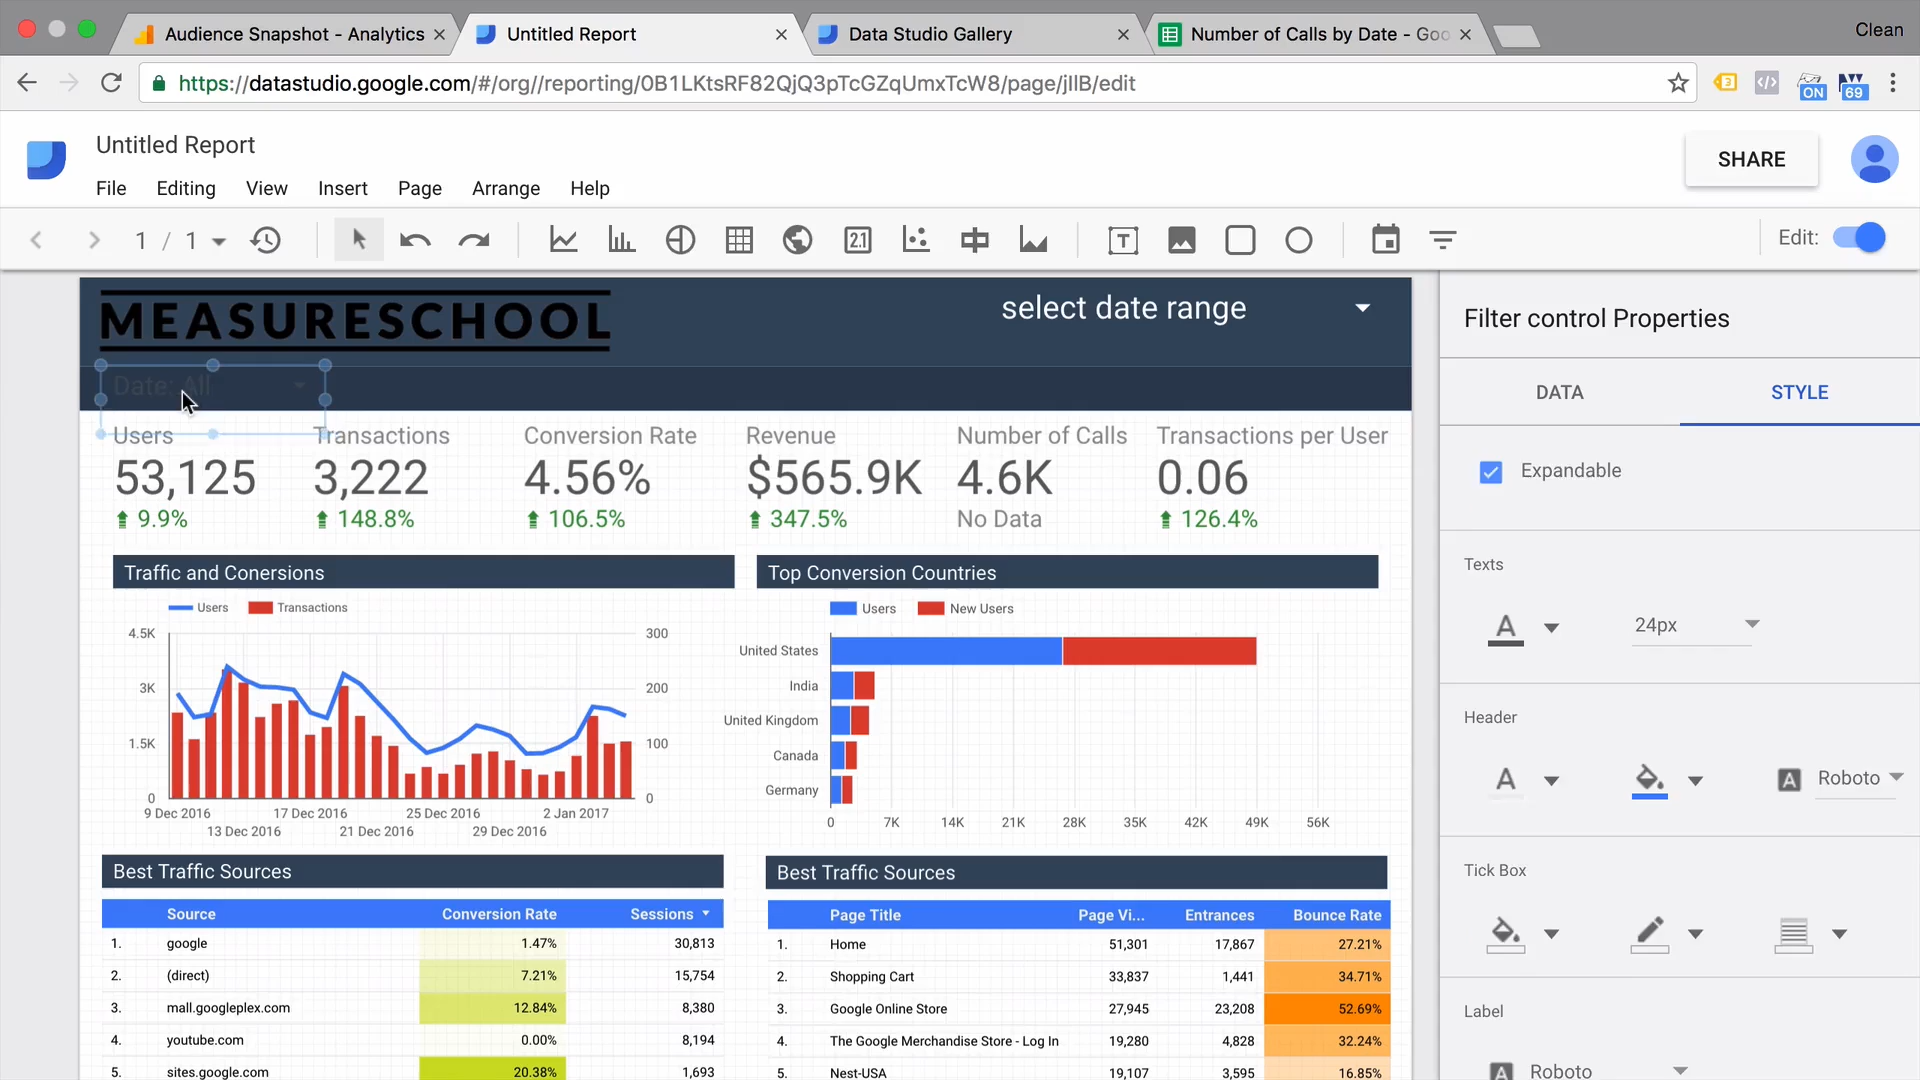 Audience Snapshot - Analytics
Untitled Report
Data Studio Gallery
Number of Calls by Date - Goo
Clean
https://datastudio.google.com/#/org//reporting/0B1LKtsRF82QjQ3pTcGZqUmxTcW8/page/jIlB/edit
3
ON
69
Untitled Report
SHARE
File Editing View Insert Page Arrange Help
1 / 1
2.1
T
Edit:
MEASURESCHOOL
select date range
Date: All
Users Transactions Conversion Rate Revenue Number of Calls Transactions per User
53,125 3,222 4.56% $565.9K 4.6K 0.06
9.9% 148.8% 106.5% 347.5% No Data 126.4%
Traffic and Conersions
Users Transactions
4.5K 300
3K 200
1.5K 100
0 0
9 Dec 2016 17 Dec 2016 25 Dec 2016 2 Jan 2017
13 Dec 2016 21 Dec 2016 29 Dec 2016
Top Conversion Countries
Users New Users
United States
India
United Kingdom
Canada
Germany
0 7K 14K 21K 28K 35K 42K 49K 56K
Best Traffic Sources
Source Conversion Rate Sessions
1. google 1.47% 30,813
2. (direct) 7.21% 15,754
3. mall.googleplex.com 12.84% 8,380
4. youtube.com 0.00% 8,194
5. sites.google.com 20.38% 1,693
Best Traffic Sources
Page Title Page Vi... Entrances Bounce Rate
1. Home 51,301 17,867 27.21%
2. Shopping Cart 33,837 1,441 34.71%
3. Google Online Store 27,945 23,208 52.69%
4. The Google Merchandise Store - Log In 19,280 4,828 32.24%
5. Nest-USA 19,107 3,595 16.85%
Filter control Properties
DATA STYLE
Expandable
Texts
A 24px
Header
A A Roboto
Tick Box
Label
A Roboto